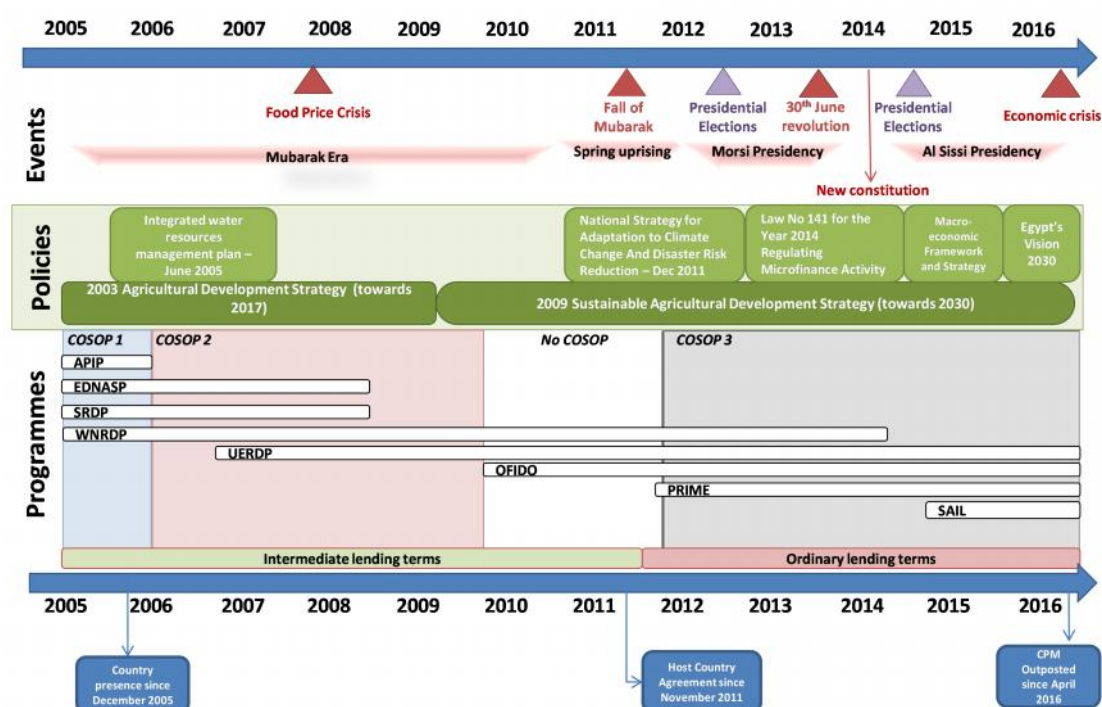 2005 2006 2007 2008 2009 2010 2011 2012 2013 2014 2015 2016
Events
Food Price Crisis
Fall of
Mubarak
Presidential
Elections
30th June
revolution
Presidential
Elections
Economic crisis
Mubarak Era
Spring uprising
Morsi Presidency
Al Sissi Presidency
New constitution
Policies
Integrated water
resources
management plan –
June 2005
National Strategy for
Adaptation to Climate
Change And Disaster Risk
Reduction – Dec 2011
Law No 141 for the
Year 2014
Regulating
Microfinance Activity
Macro-
economic
Framework
and Strategy
Egypt's
Vision
2030
2003 Agricultural Development Strategy (towards
2017)
2009 Sustainable Agricultural Development Strategy (towards 2030)
Programmes
COSOP 1
COSOP 2
No COSOP
COSOP 3
APIP
EDNASP
SRDP
WNRDP
UERDP
OFIDO
PRIME
SAIL
Intermediate lending terms
Ordinary lending terms
2005 2006 2007 2008 2009 2010 2011 2012 2013 2014 2015 2016
Country
presence since
December 2005
Host Country
Agreement since
November 2011
CPM
Outposted
since April
2016